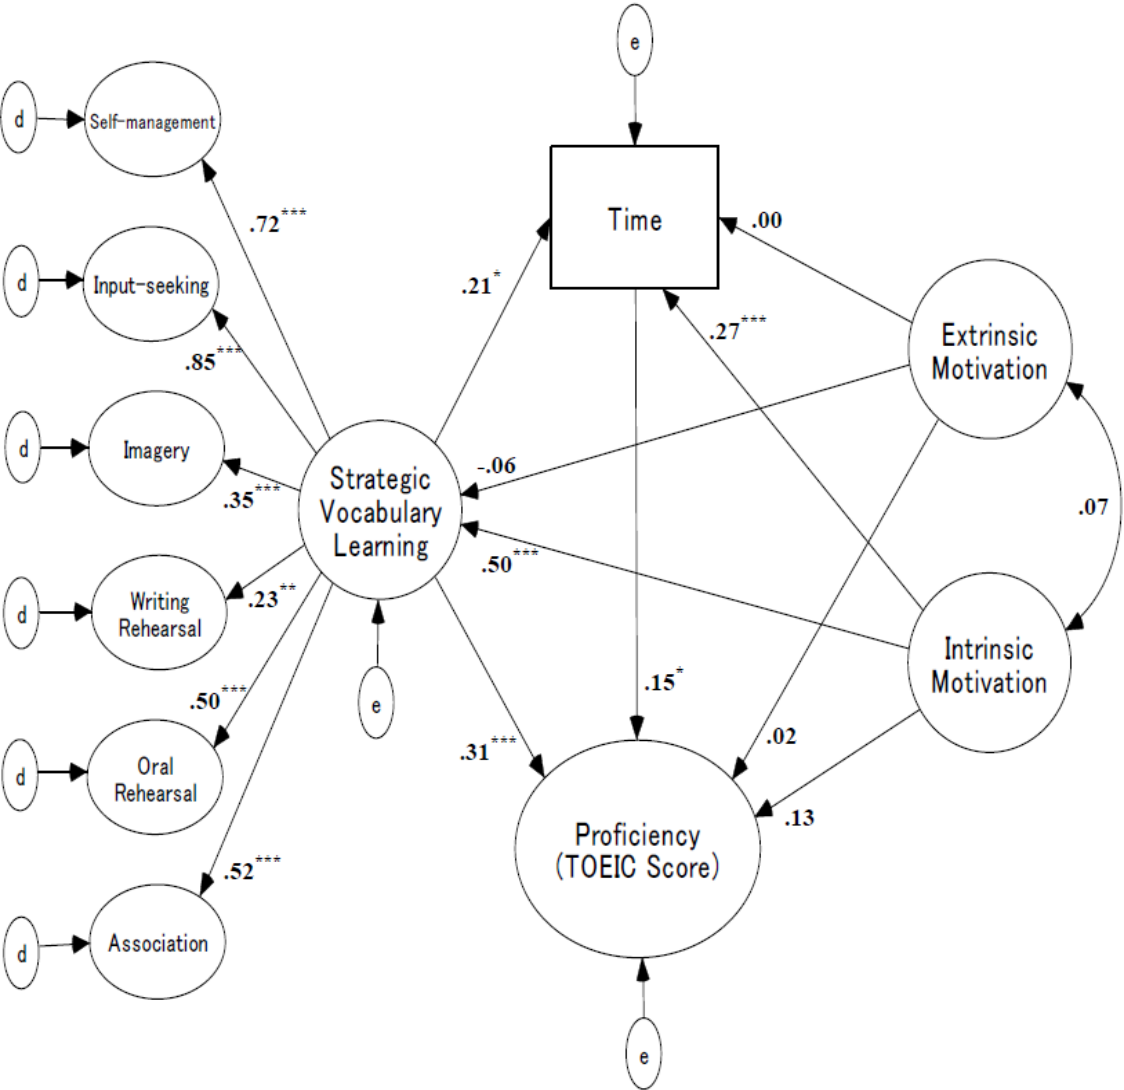 e
d
Self-management
.72***
Time
.00
d
Input-seeking
.21*
.27***
Extrinsic
Motivation
.85***
d
Imagery
.35***
-.06
Strategic
Vocabulary
Learning
.07
.50***
d
Writing
Rehearsal
.23**
Intrinsic
Motivation
.50***
e
.15*
d
Oral
Rehearsal
.31***
.02
.13
Proficiency
(TOEIC Score)
.52***
d
Association
e